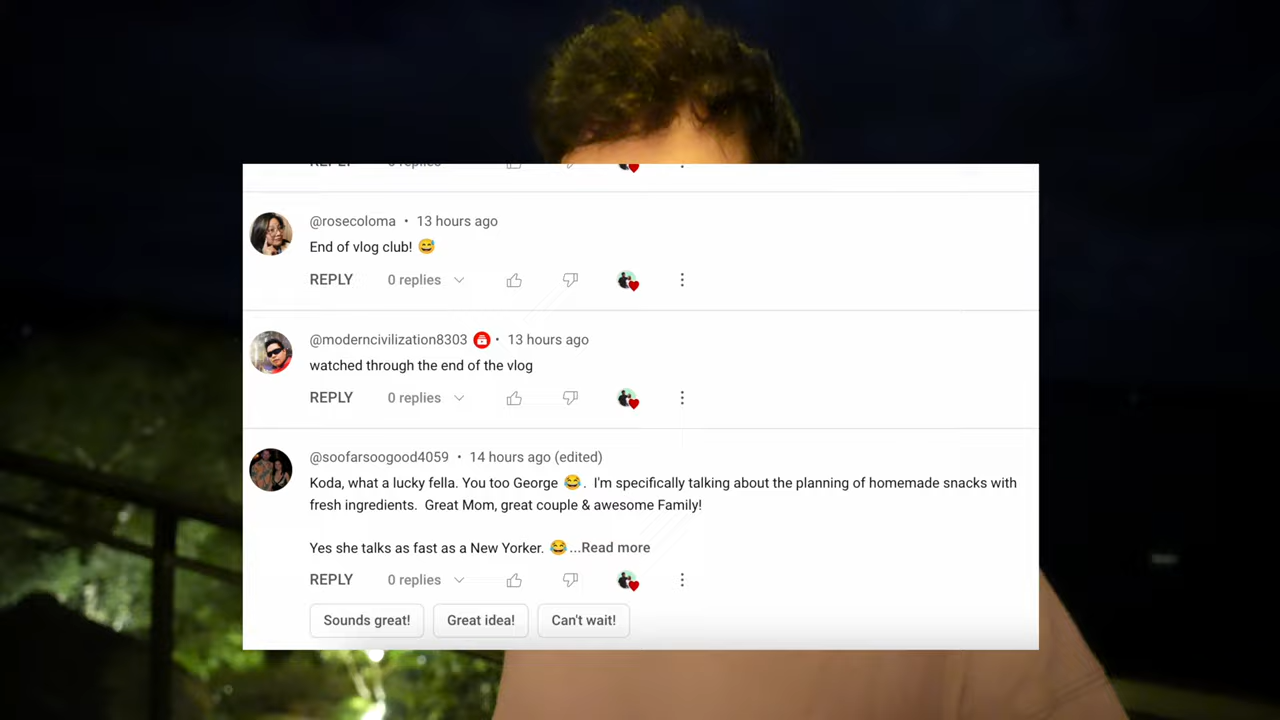 REPLY 0 replies
@rosecoloma • 13 hours ago
End of vlog club! 😅
REPLY 0 replies
@moderncivilization8303 • 13 hours ago
watched through the end of the vlog
REPLY 0 replies
@soofarsoogood4059 • 14 hours ago (edited)
Koda, what a lucky fella. You too George 😂. I'm specifically talking about the planning of homemade snacks with
fresh ingredients. Great Mom, great couple & awesome Family!
Yes she talks as fast as a New Yorker. 😂 ...Read more
REPLY 0 replies
Sounds great! Great idea! Can't wait!